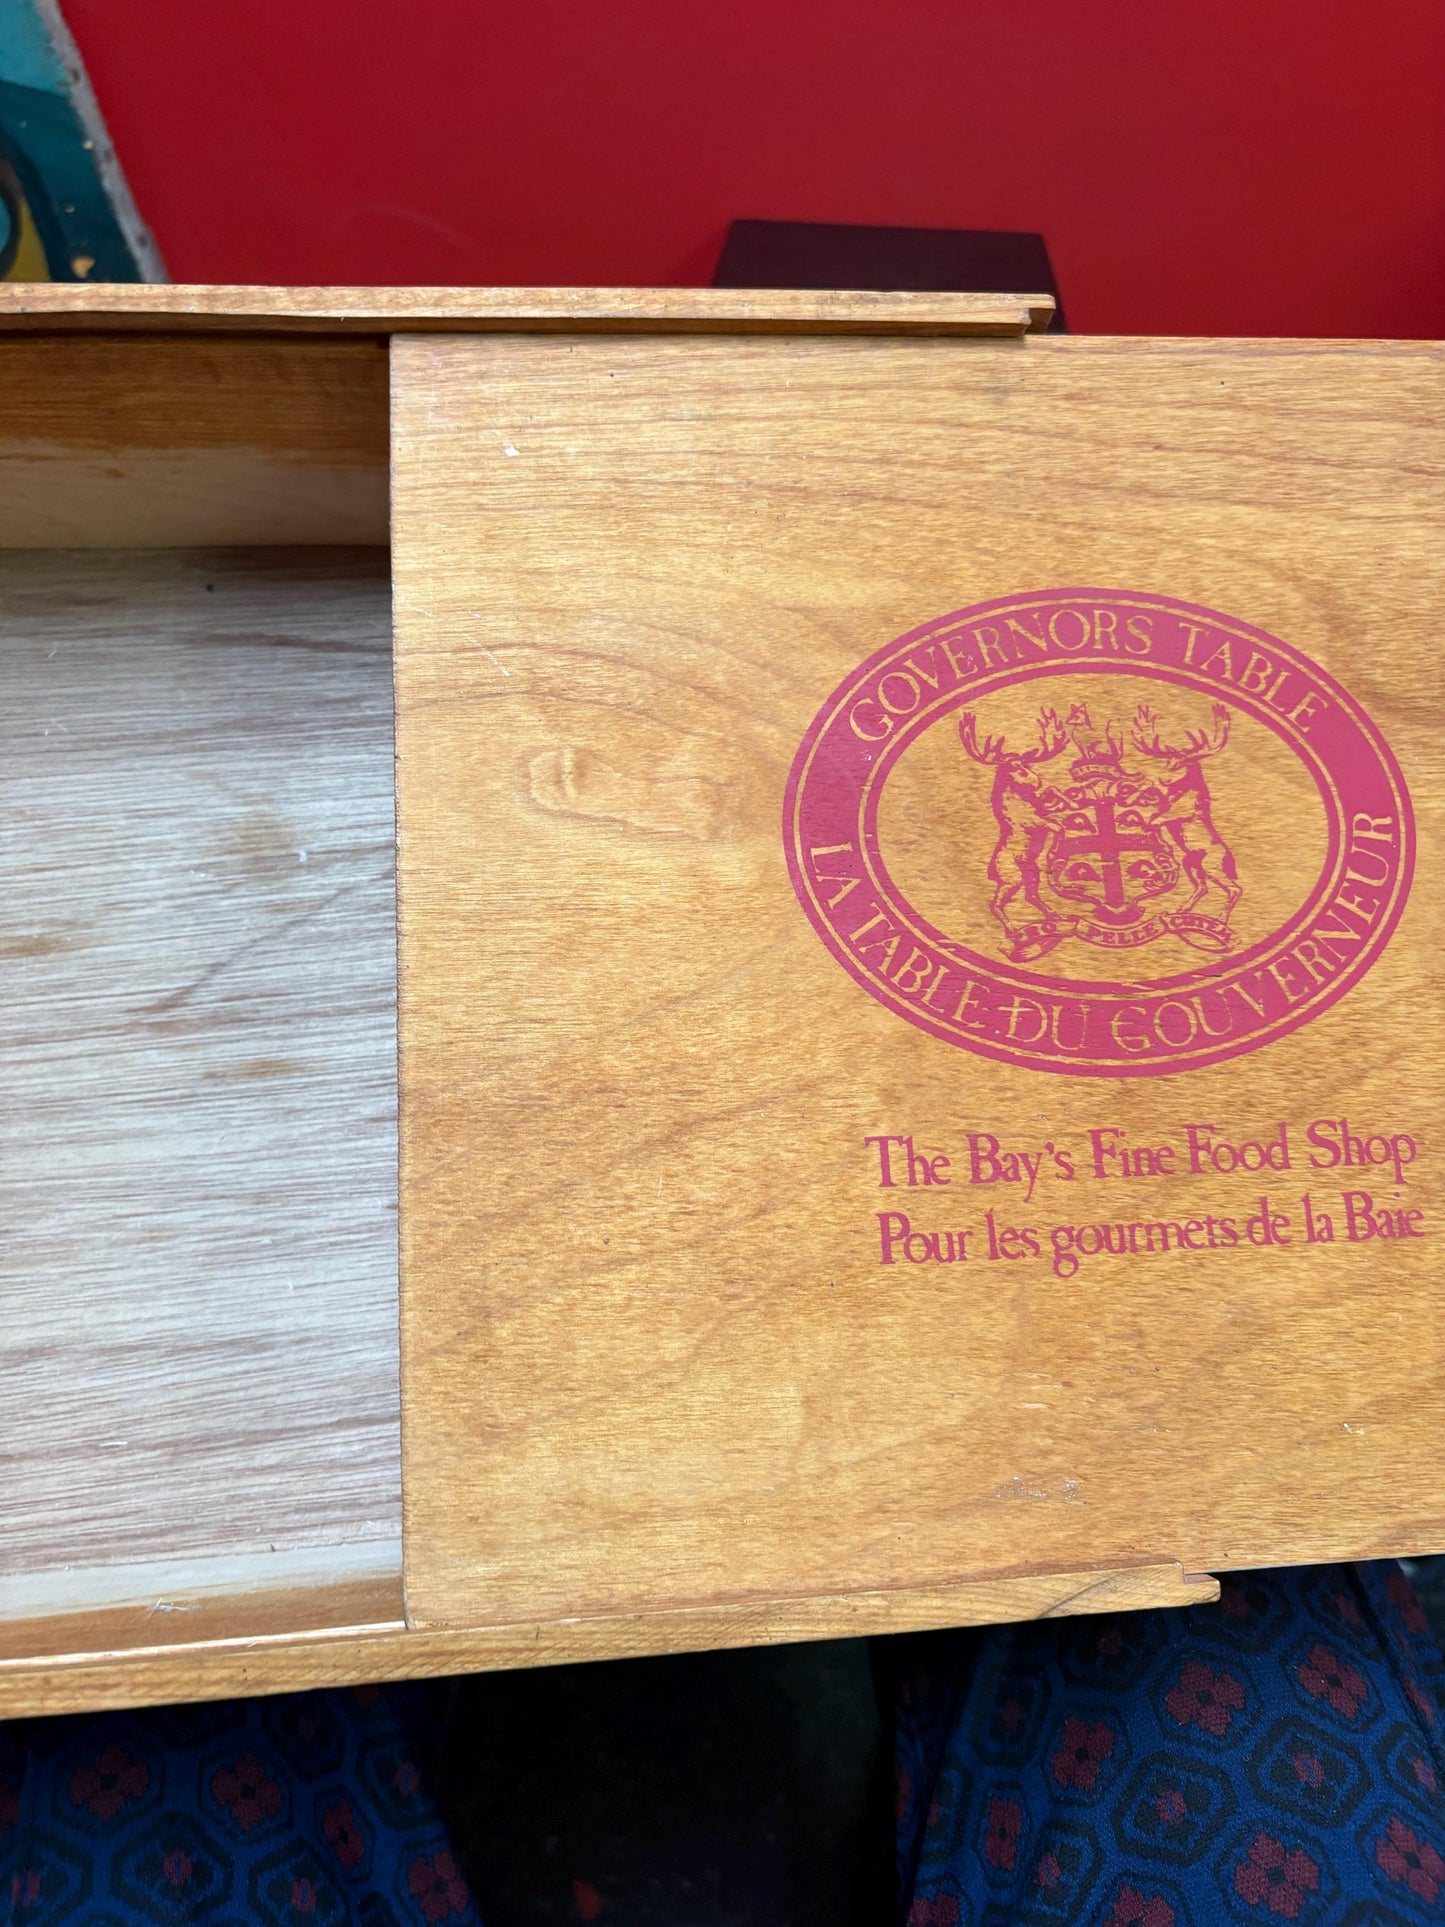 GOVERNORS TABLE
PRO PELLE CUTEM
LA TABLE DU GOUVERNEUR
The Bay's Fine Food Shop
Pour les gourmets de la Baie